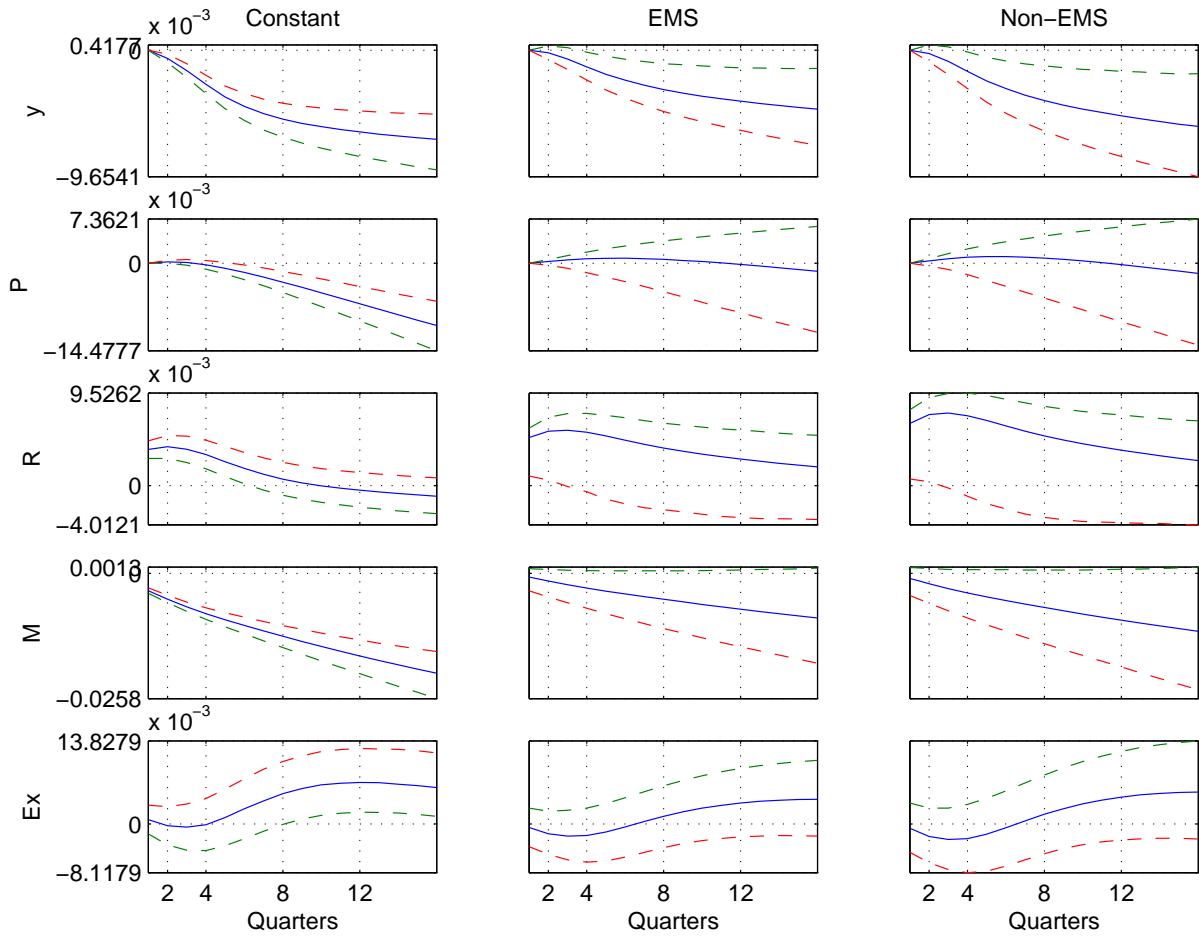 Constant EMS Non−EMS
x 10−3
0.4177
0
y
−9.6541
x 10−3
7.3621
0
P
−14.4777
x 10−3
9.5262
0
R
−4.0121
0.0013
0
M
−0.0258
x 10−3
13.8279
0
Ex
−8.1179
2 4 8 12 2 4 8 12 2 4 8 12
Quarters Quarters Quarters